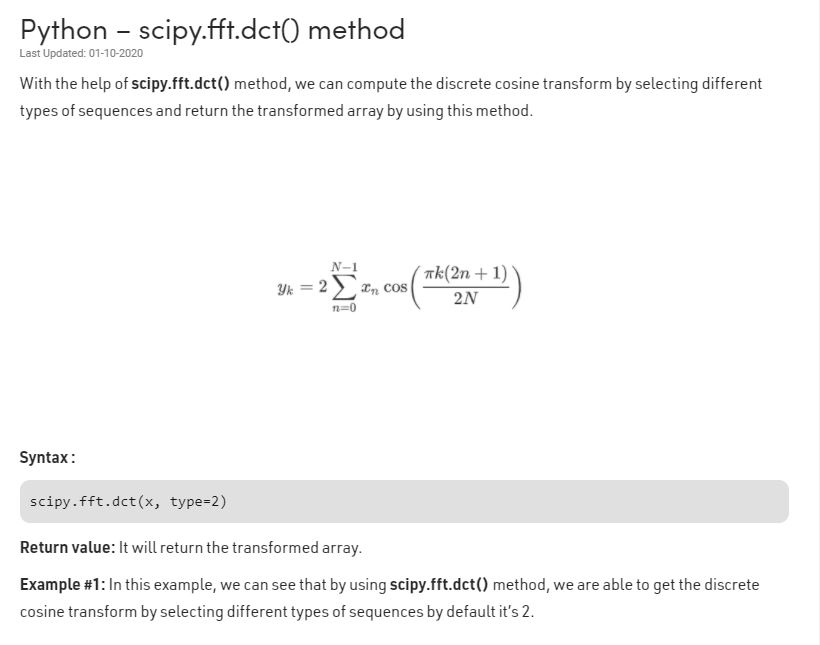 Python – scipy.fft.dct() method
Last Updated: 01-10-2020
With the help of scipy.fft.dct() method, we can compute the discrete cosine transform by selecting different
types of sequences and return the transformed array by using this method.
y_k = 2 \sum_{n=0}^{N-1} x_n \cos\left(\frac{\pi k(2n+1)}{2N}\right)
Syntax :
scipy.fft.dct(x, type=2)
Return value: It will return the transformed array.
Example #1: In this example, we can see that by using scipy.fft.dct() method, we are able to get the discrete
cosine transform by selecting different types of sequences by default it's 2.